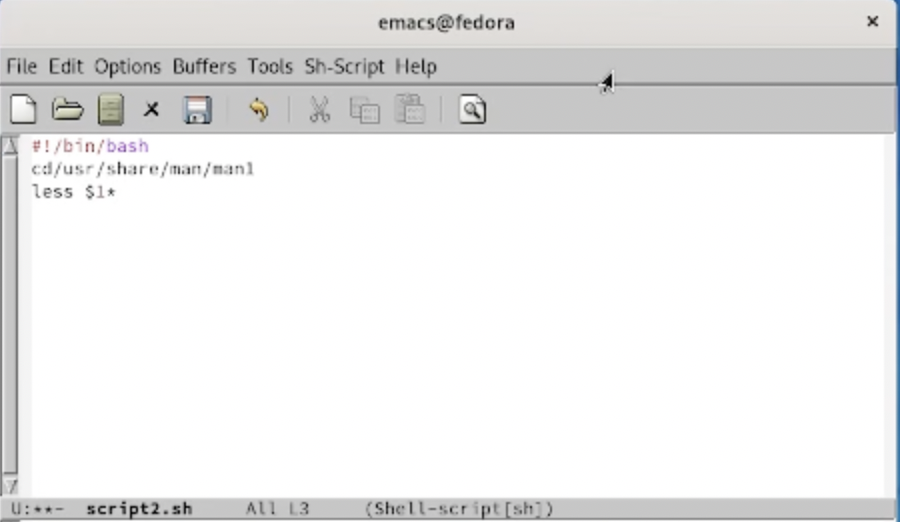 emacs@fedora ×
File Edit Options Buffers Tools Sh-Script Help
#!/bin/bash
cd/usr/share/man/man1
less $1*
U:**- script2.sh All L3 (Shell-script[sh])